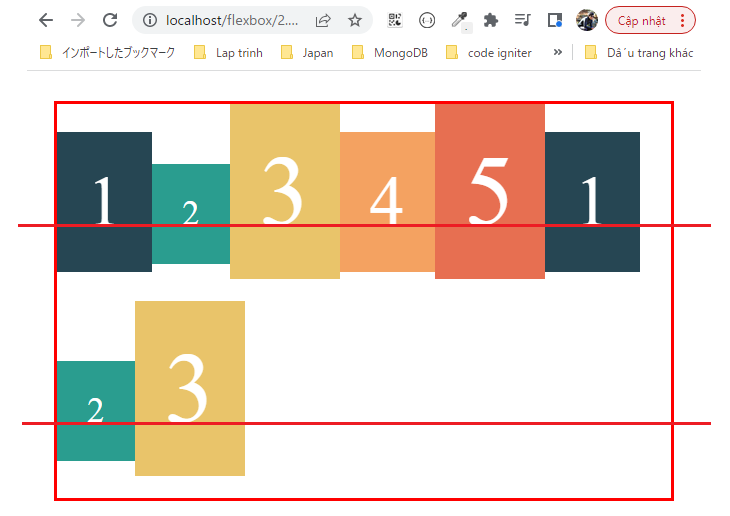 localhost/flexbox/2....
Cập nhật
インポートしたブックマーク Lap trinh Japan MongoDB code igniter » Dấu trang khác
1 2 3 4 5 1
2 3